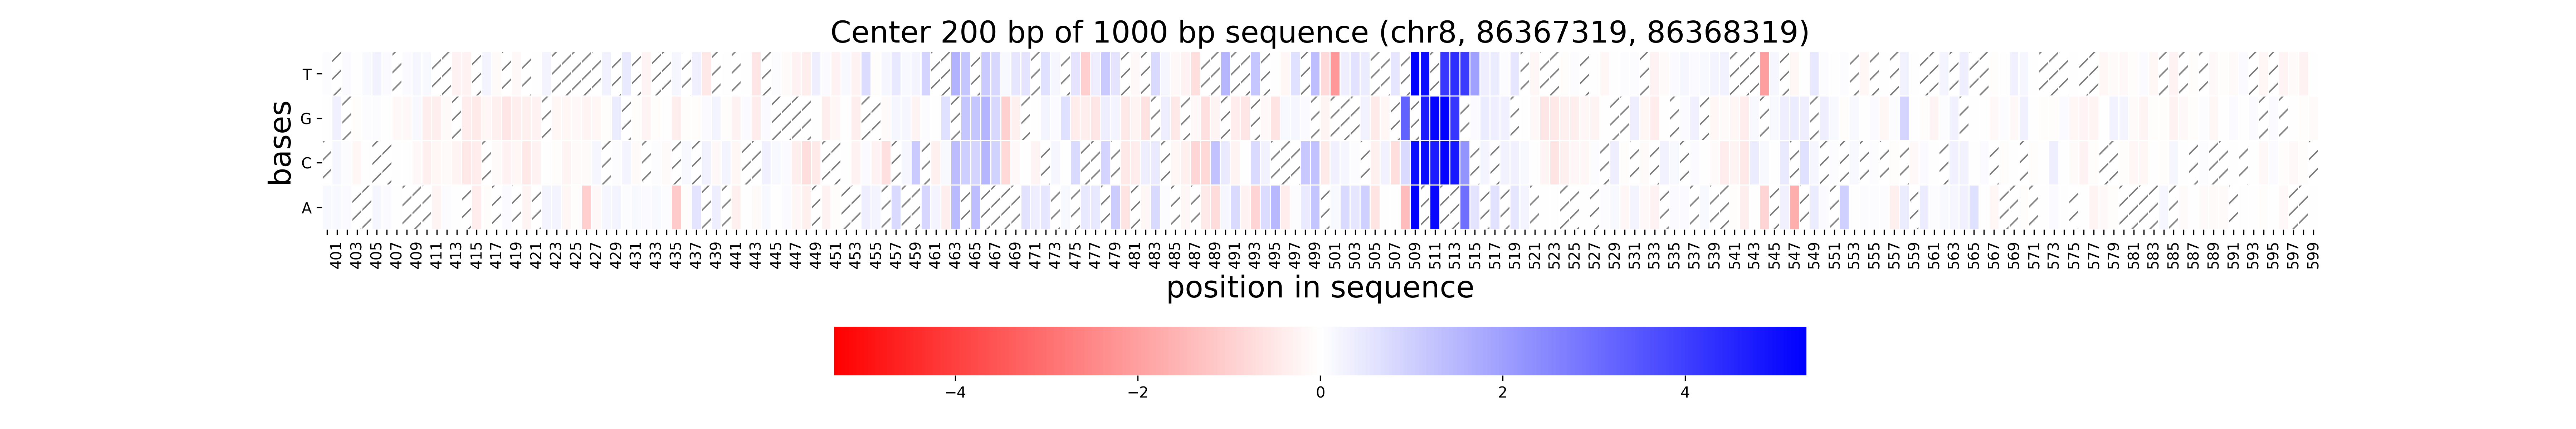 Center 200 bp of 1000 bp sequence (chr8, 86367319, 86368319)
bases
T
G
C
A
401 403 405 407 409 411 413 415 417 419 421 423 425 427 429 431 433 435 437 439 441 443 445 447 449 451 453 455 457 459 461 463 465 467 469 471 473 475 477 479 481 483 485 487 489 491 493 495 497 499 501 503 505 507 509 511 513 515 517 519 521 523 525 527 529 531 533 535 537 539 541 543 545 547 549 551 553 555 557 559 561 563 565 567 569 571 573 575 577 579 581 583 585 587 589 591 593 595 597 599
position in sequence
−4 −2 0 2 4